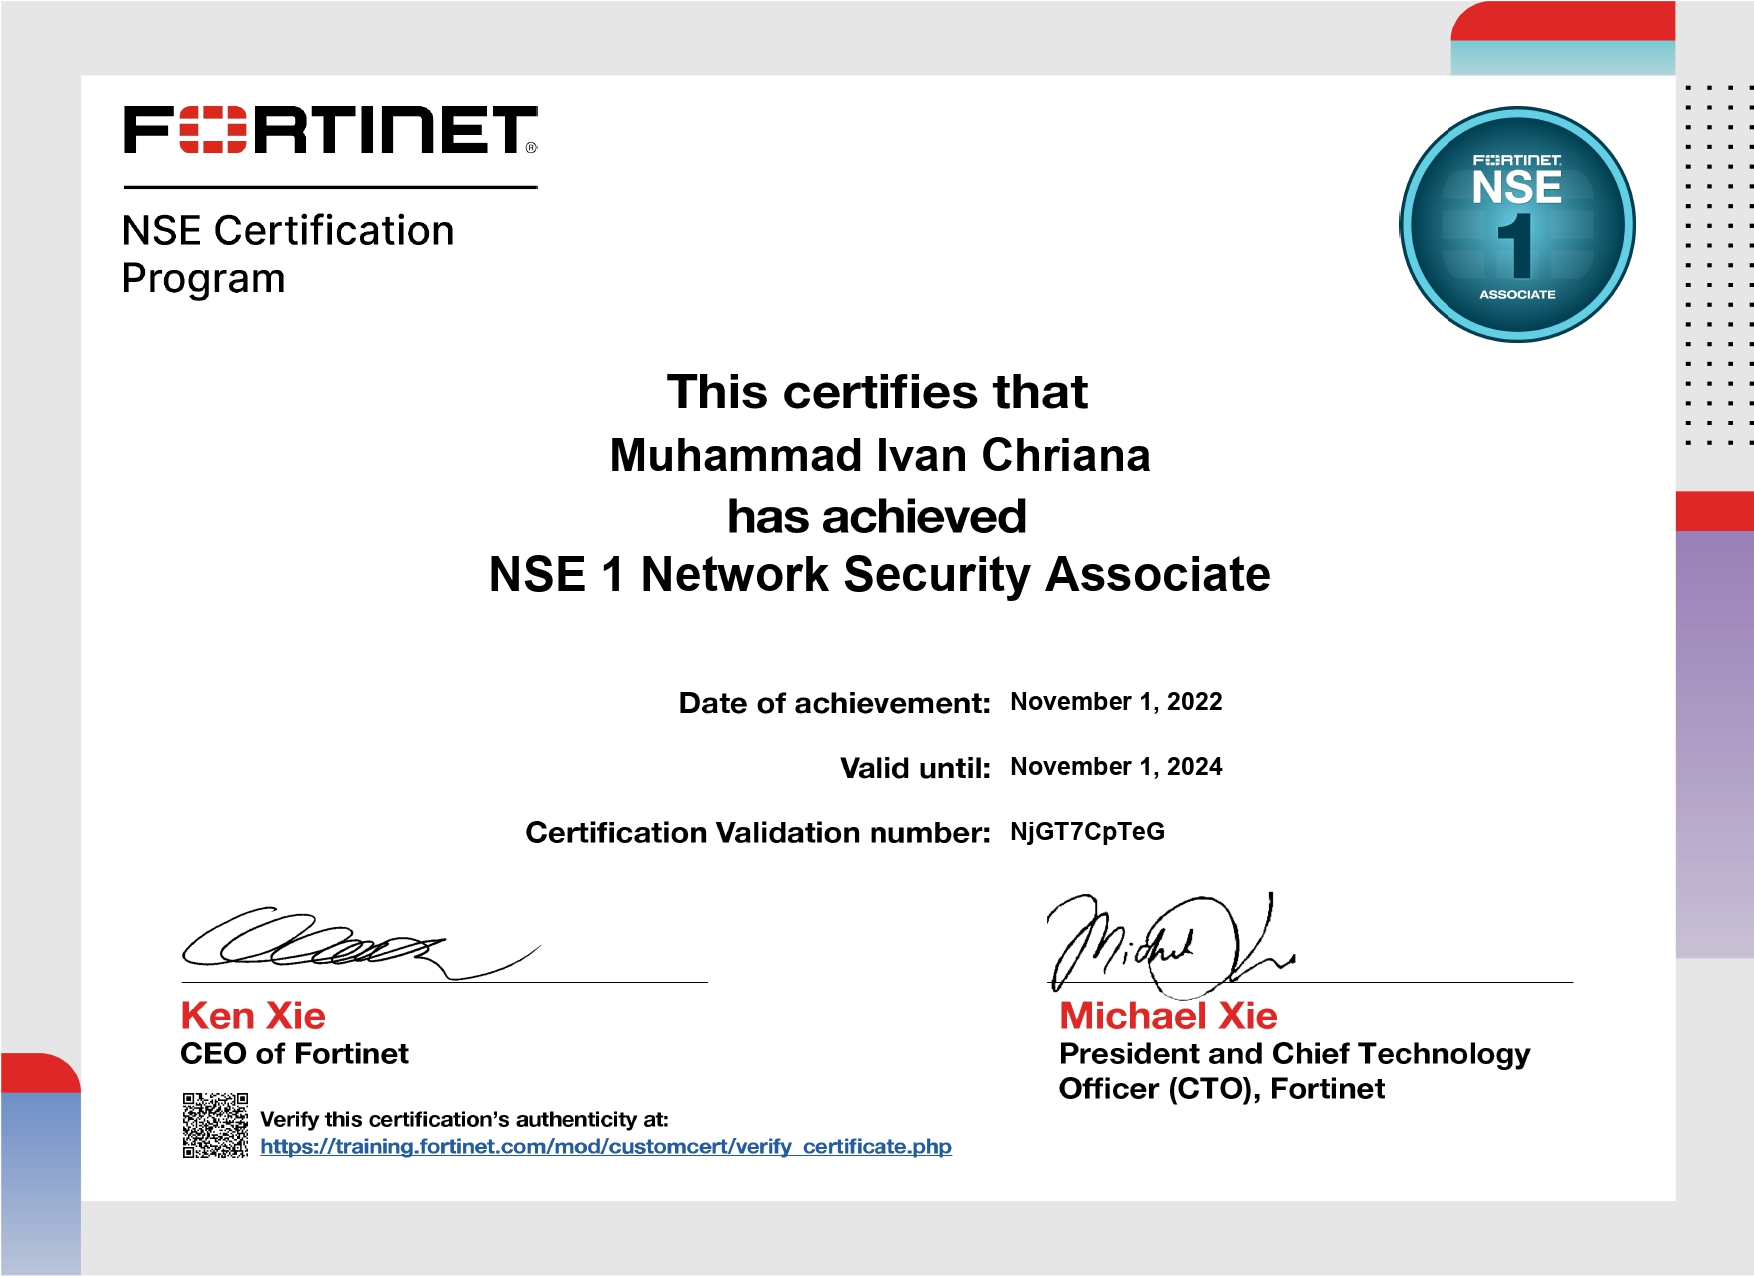 FORTINET®
NSE Certification
Program
FORTINET
NSE
1
ASSOCIATE
This certifies that
Muhammad Ivan Chriana
has achieved
NSE 1 Network Security Associate
Date of achievement: November 1, 2022
Valid until: November 1, 2024
Certification Validation number: NjGT7CpTeG
Ken Xie
CEO of Fortinet
Michael Xie
President and Chief Technology
Officer (CTO), Fortinet
Verify this certification’s authenticity at:
https://training.fortinet.com/mod/customcert/verify_certificate.php